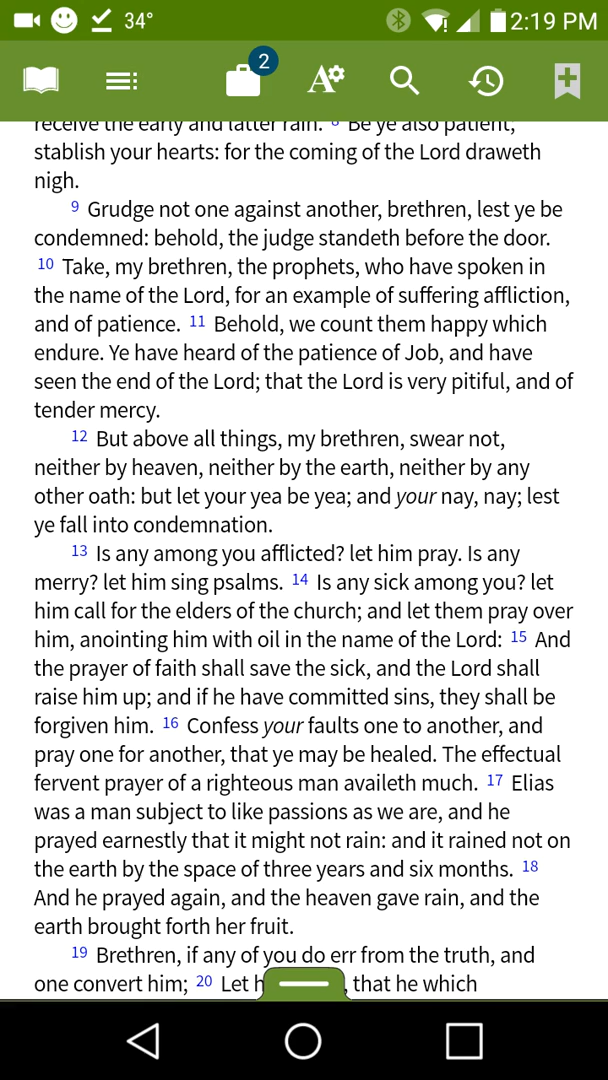 34°
2:19 PM
2
receive the early and latter rain. 8 Be ye also patient,
stablish your hearts: for the coming of the Lord draweth
nigh.
9 Grudge not one against another, brethren, lest ye be
condemned: behold, the judge standeth before the door.
10 Take, my brethren, the prophets, who have spoken in
the name of the Lord, for an example of suffering affliction,
and of patience. 11 Behold, we count them happy which
endure. Ye have heard of the patience of Job, and have
seen the end of the Lord; that the Lord is very pitiful, and of
tender mercy.
12 But above all things, my brethren, swear not,
neither by heaven, neither by the earth, neither by any
other oath: but let your yea be yea; and your nay, nay; lest
ye fall into condemnation.
13 Is any among you afflicted? let him pray. Is any
merry? let him sing psalms. 14 Is any sick among you? let
him call for the elders of the church; and let them pray over
him, anointing him with oil in the name of the Lord: 15 And
the prayer of faith shall save the sick, and the Lord shall
raise him up; and if he have committed sins, they shall be
forgiven him. 16 Confess your faults one to another, and
pray one for another, that ye may be healed. The effectual
fervent prayer of a righteous man availeth much. 17 Elias
was a man subject to like passions as we are, and he
prayed earnestly that it might not rain: and it rained not on
the earth by the space of three years and six months. 18
And he prayed again, and the heaven gave rain, and the
earth brought forth her fruit.
19 Brethren, if any of you do err from the truth, and
one convert him; 20 Let , that he which